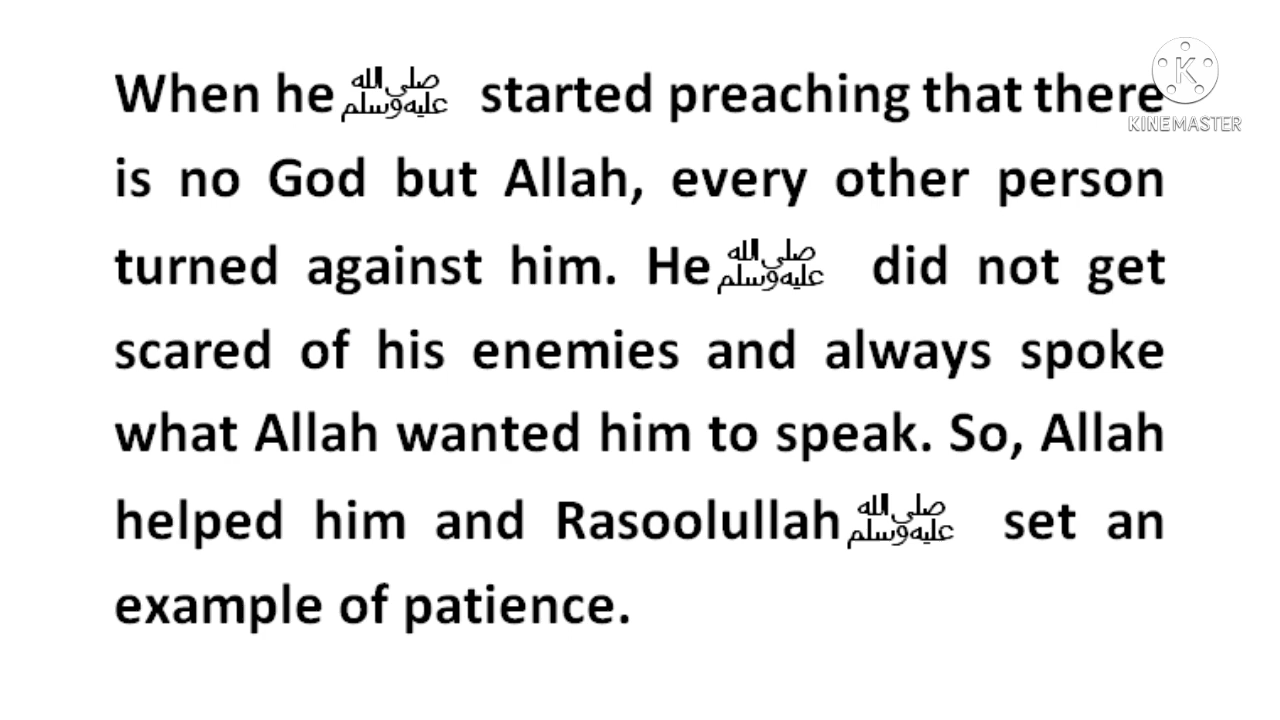 When he ﷺ started preaching that there
is no God but Allah, every other person
turned against him. He ﷺ did not get
scared of his enemies and always spoke
what Allah wanted him to speak. So, Allah
helped him and Rasoolullah ﷺ set an
example of patience.
K
KINEMASTER